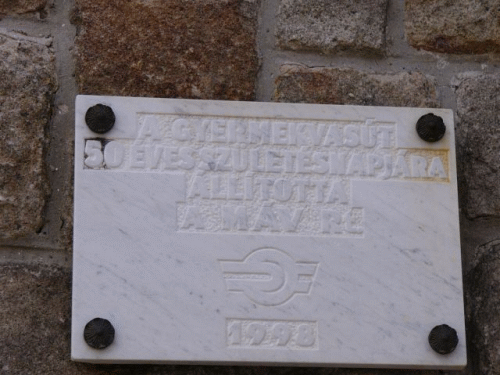 A GYERMEKVASÚT
50 ÉVES SZÜLETÉSNAPJÁRA
ÁLLÍTOTTA
A MÁV RT.
1998